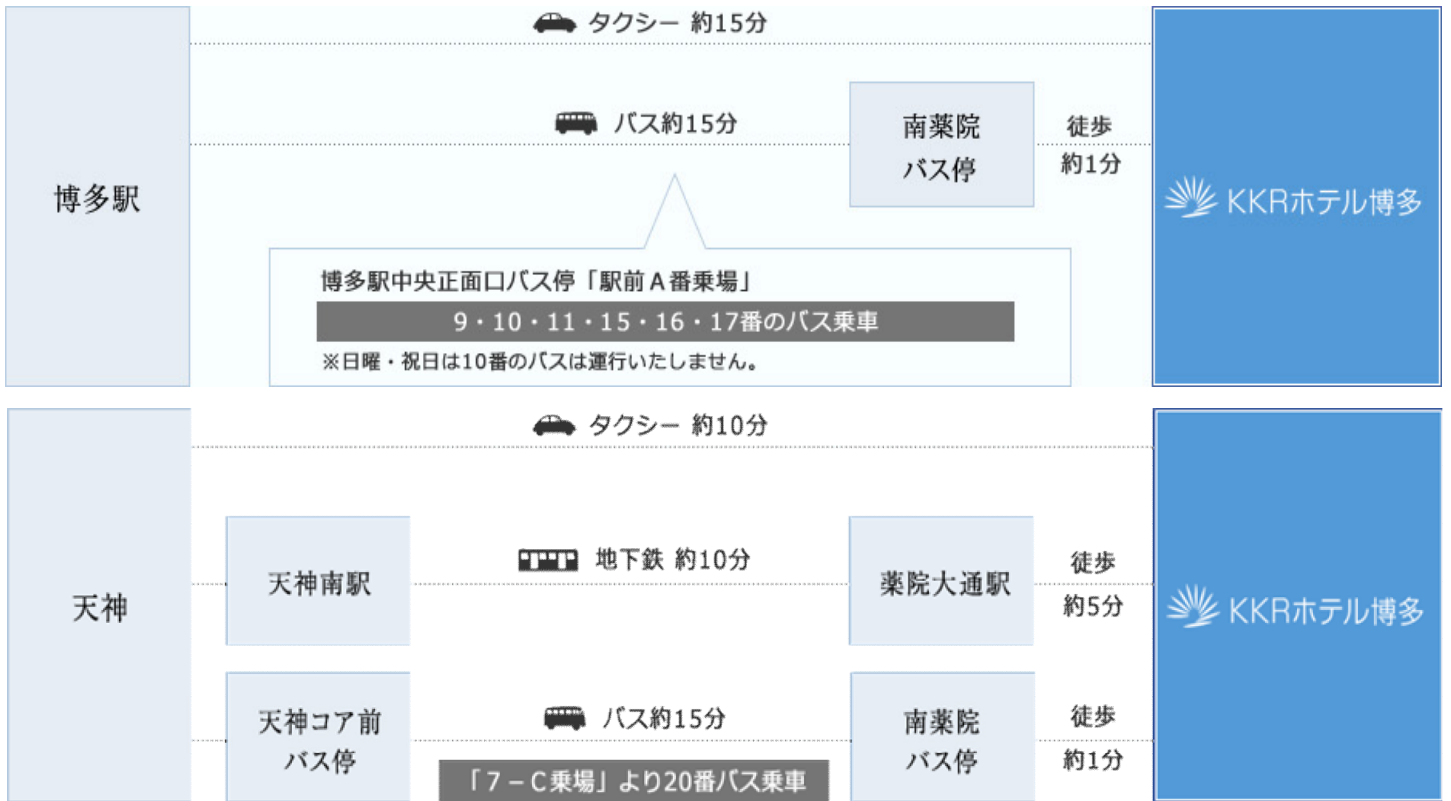 タクシー 約15分
博多駅
バス約15分
南薬院
バス停
徒歩
約1分
KKRホテル博多
博多駅中央正面口バス停「駅前A番乗場」
9・10・11・15・16・17番のバス乗車
※日曜・祝日は10番のバスは運行いたしません。
タクシー 約10分
天神
天神南駅
地下鉄 約10分
薬院大通駅
徒歩
約5分
KKRホテル博多
天神コア前
バス停
バス約15分
「7-C乗場」より20番バス乗車
南薬院
バス停
徒歩
約1分